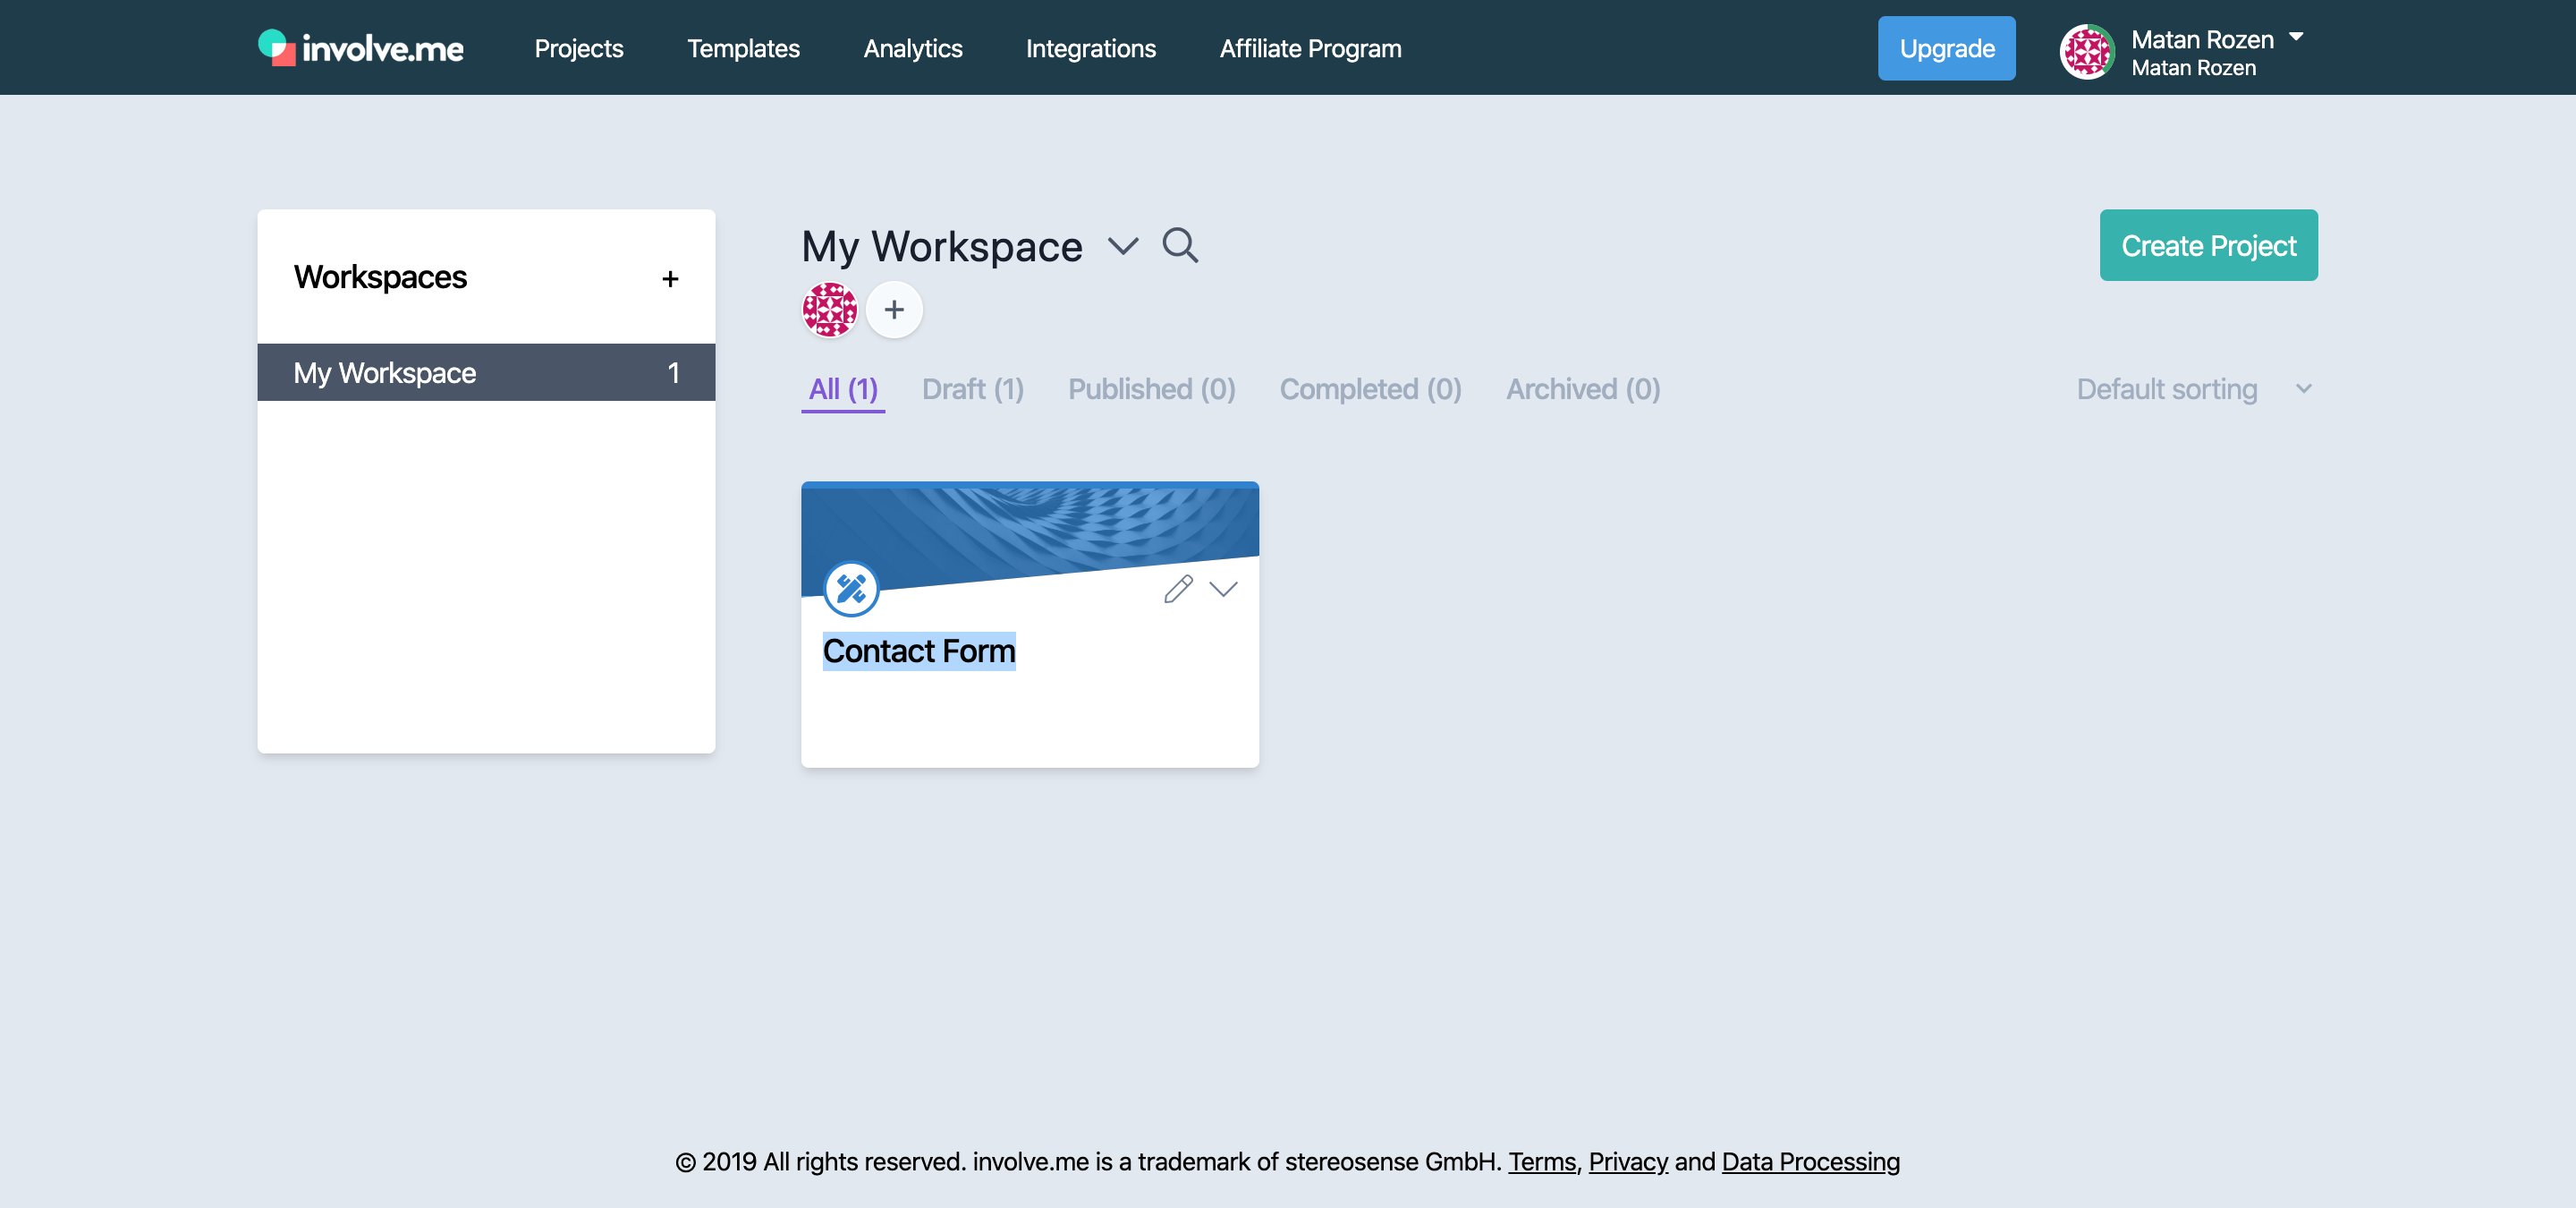 involve.me
Projects
Templates
Analytics
Integrations
Affiliate Program
Upgrade
Matan Rozen
Matan Rozen
Workspaces +
My Workspace 1
My Workspace
Create Project
+
All (1)
Draft (1)
Published (0)
Completed (0)
Archived (0)
Default sorting
Contact Form
© 2019 All rights reserved. involve.me is a trademark of stereosense GmbH. Terms, Privacy and Data Processing